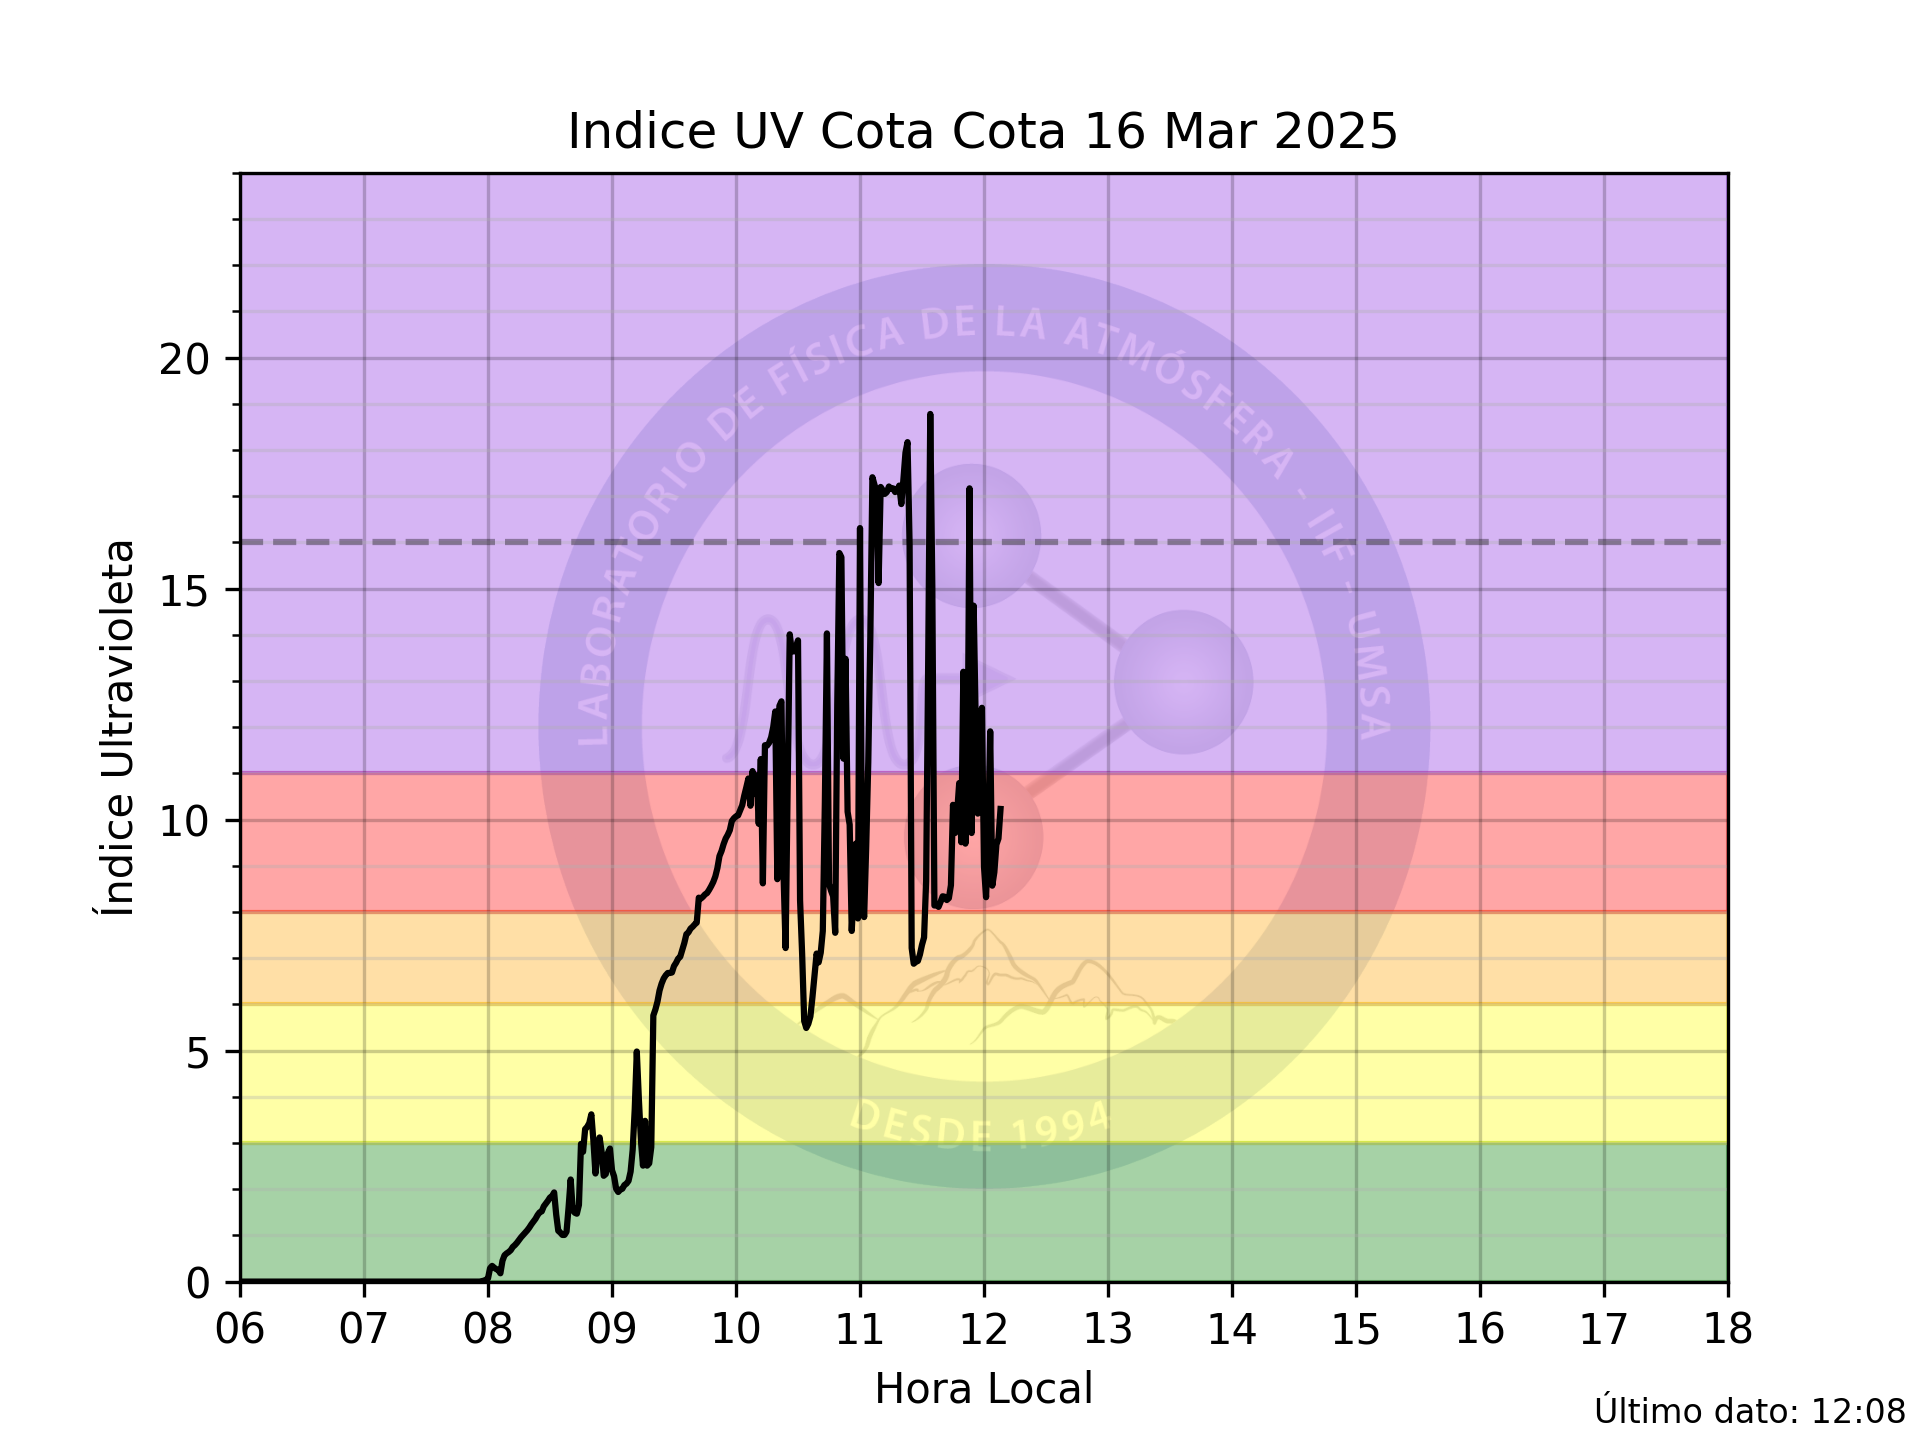 Indice UV Cota Cota 16 Mar 2025
Índice Ultravioleta
20
15
10
5
0
LABORATORIO DE FÍSICA DE LA ATMÓSFERA - IIF - UMSA
DESDE 1994
06 07 08 09 10 11 12 13 14 15 16 17 18
Hora Local
Último dato: 12:08